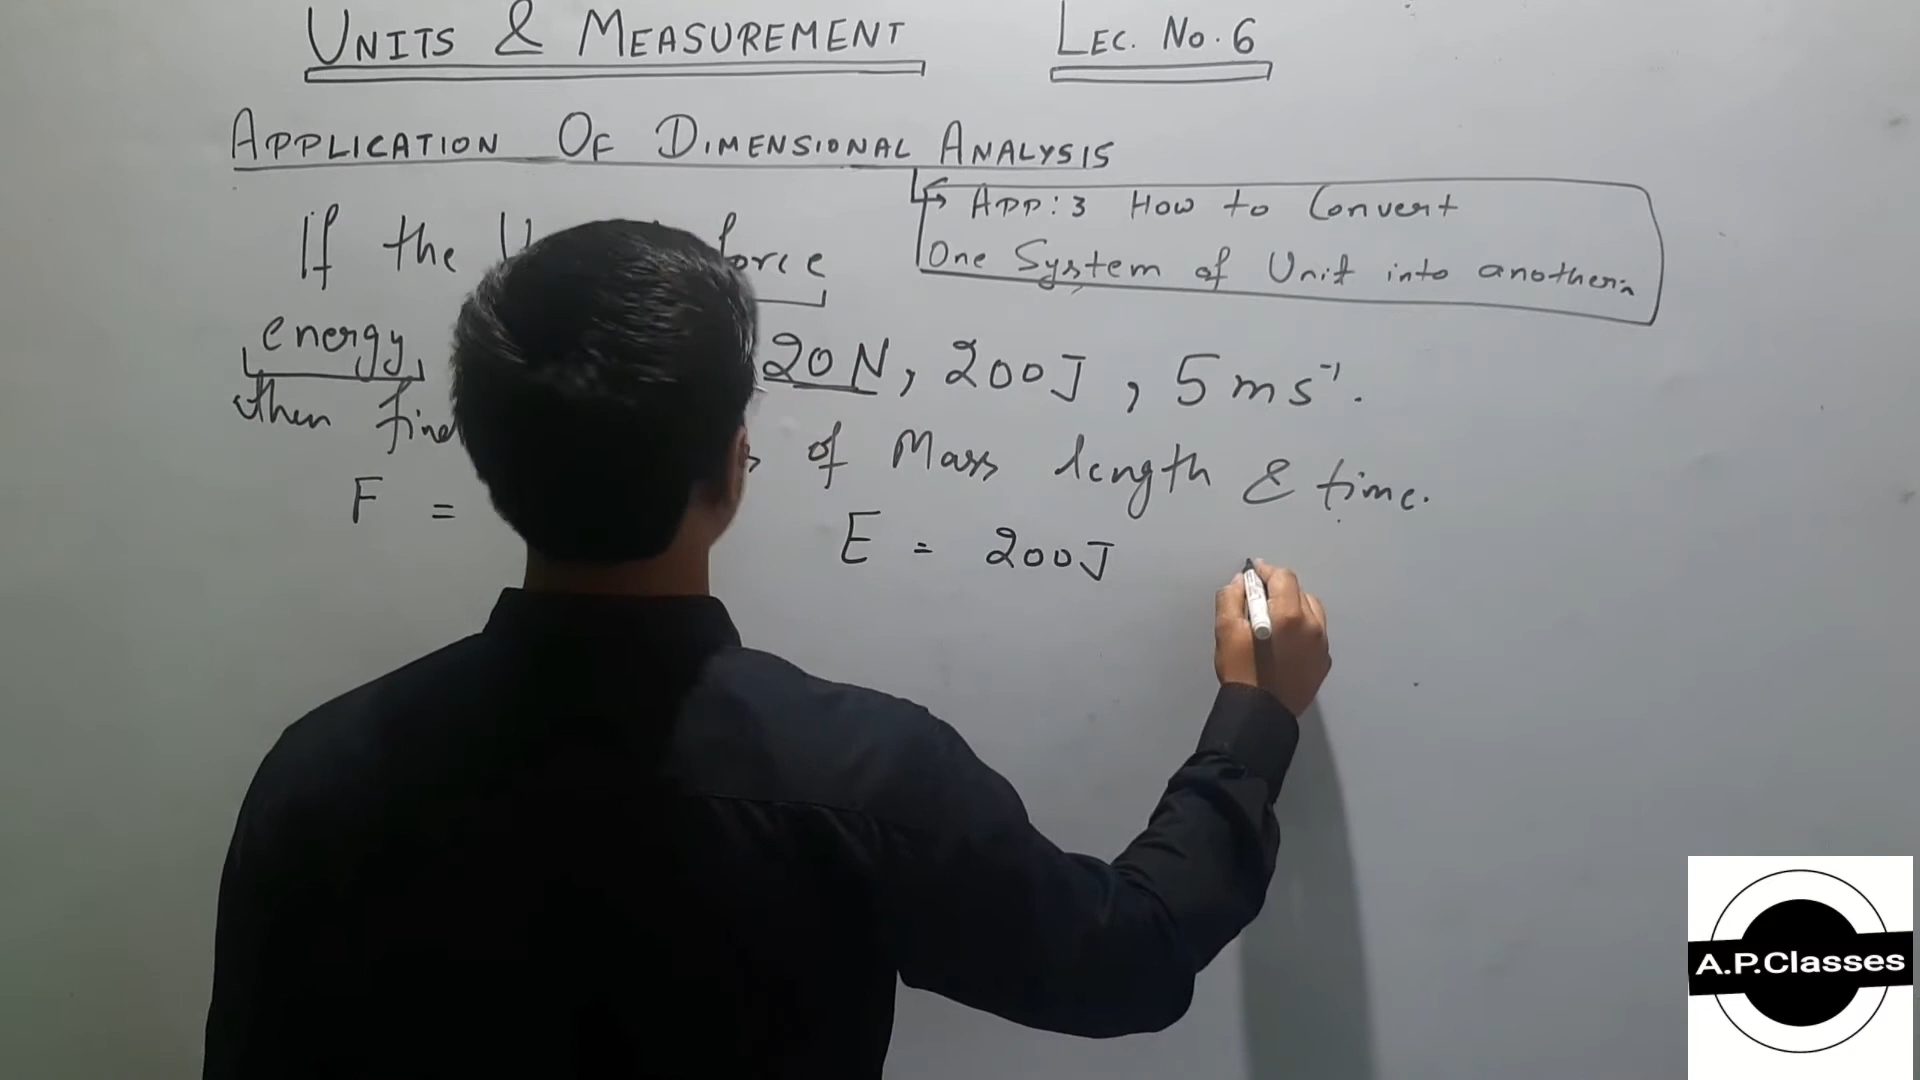 UNITS & MEASUREMENT LEC. NO. 6
APPLICATION OF DIMENSIONAL ANALYSIS
APP: 3 How to Convert
One System of Unit into another:
If the force
energy 20N, 200J, 5ms⁻¹.
then find of Mass length & time.
F =
E = 200J
A.P.Classes